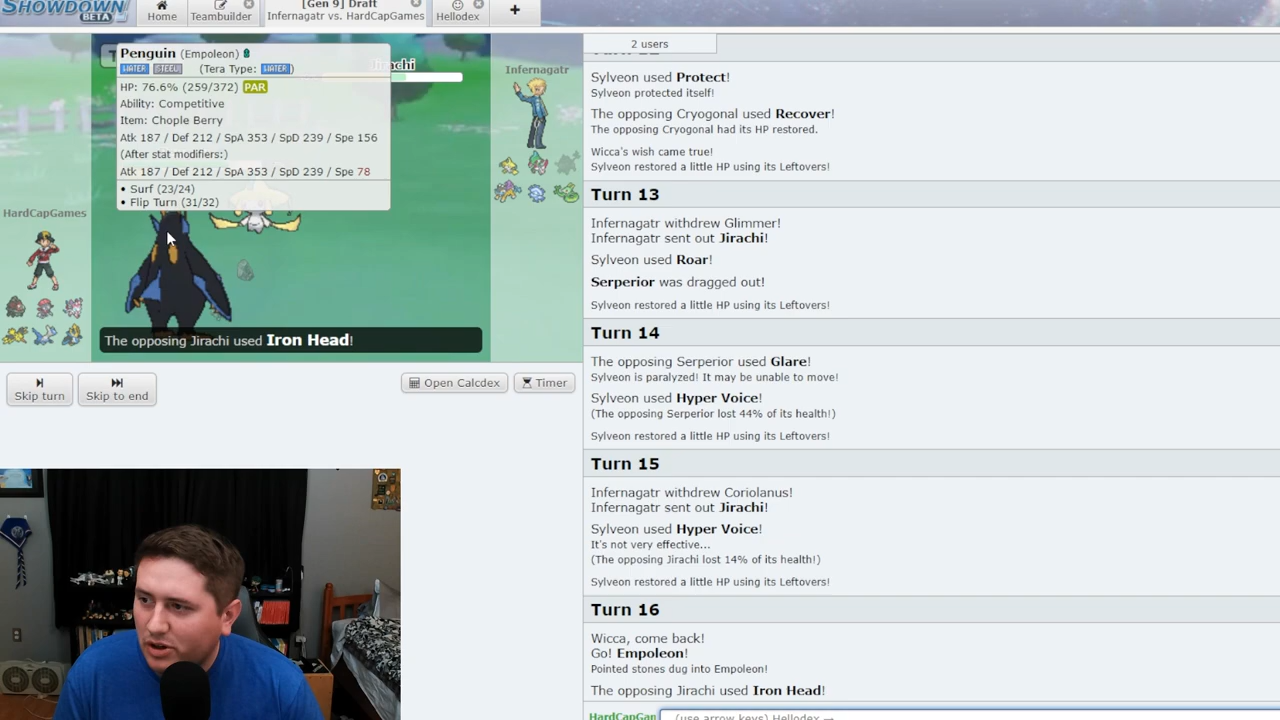 SHOWDOWN
BETA
Home
Teambuilder
[Gen 9] Draft
Infernagatr vs. HardCapGames
Hellodex
+
Penguin (Empoleon)
WATER STEEL (Tera Type: WATER)
HP: 76.6% (259/372) PAR
Ability: Competitive
Item: Chople Berry
Atk 187 / Def 212 / SpA 353 / SpD 239 / Spe 156
(After stat modifiers:)
Atk 187 / Def 212 / SpA 353 / SpD 239 / Spe 78
• Surf (23/24)
• Flip Turn (31/32)
Infernagatr
HardCapGames
The opposing Jirachi used Iron Head!
Skip turn
Skip to end
Open Calcdex
Timer
2 users
Sylveon used Protect!
Sylveon protected itself!
The opposing Cryogonal used Recover!
The opposing Cryogonal had its HP restored.
Wicca's wish came true!
Sylveon restored a little HP using its Leftovers!
Turn 13
Infernagatr withdrew Glimmer!
Infernagatr sent out Jirachi!
Sylveon used Roar!
Serperior was dragged out!
Sylveon restored a little HP using its Leftovers!
Turn 14
The opposing Serperior used Glare!
Sylveon is paralyzed! It may be unable to move!
Sylveon used Hyper Voice!
(The opposing Serperior lost 44% of its health!)
Sylveon restored a little HP using its Leftovers!
Turn 15
Infernagatr withdrew Coriolanus!
Infernagatr sent out Jirachi!
Sylveon used Hyper Voice!
It's not very effective...
(The opposing Jirachi lost 14% of its health!)
Sylveon restored a little HP using its Leftovers!
Turn 16
Wicca, come back!
Go! Empoleon!
Pointed stones dug into Empoleon!
The opposing Jirachi used Iron Head!
HardCapGan
(use arrow keys) Hellodex →